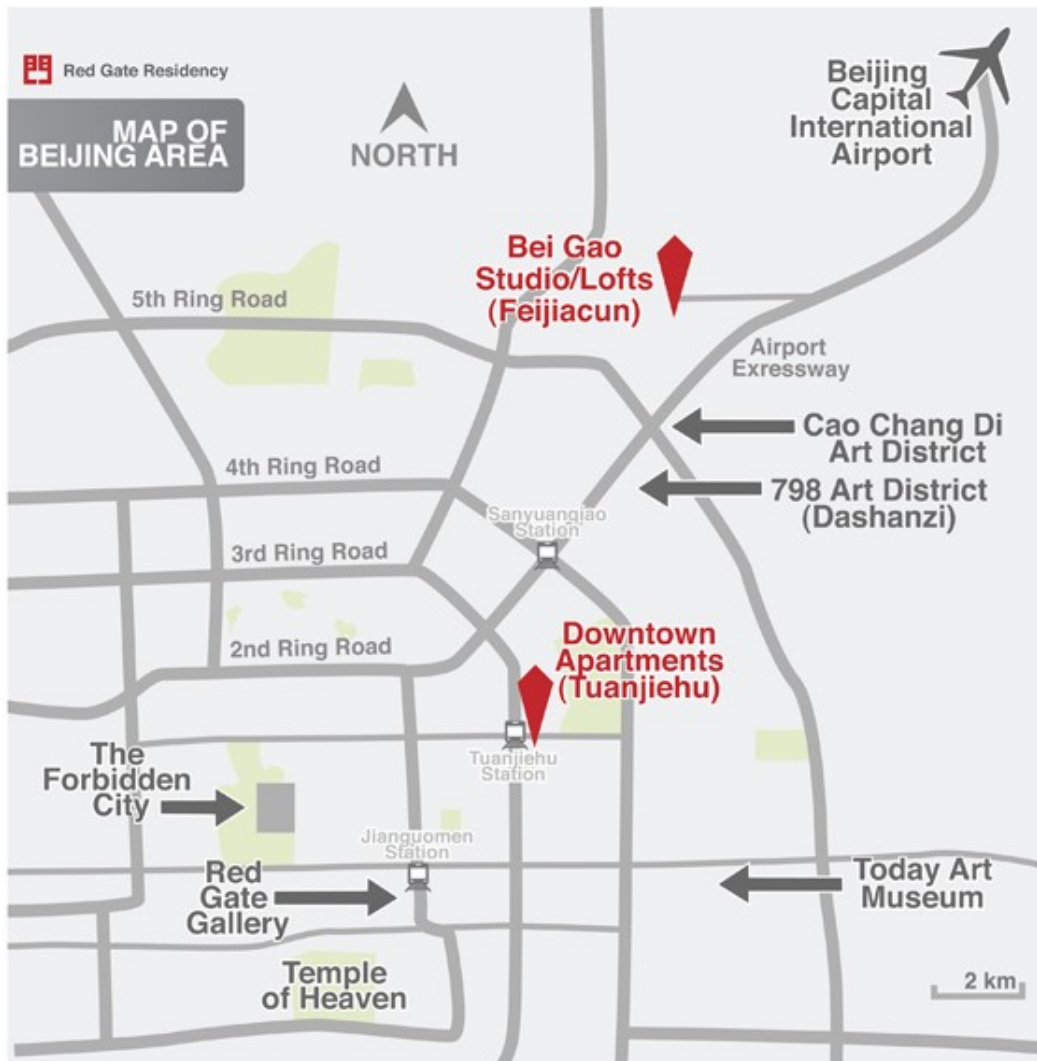 Red Gate Residency
MAP OF
BEIJING AREA
NORTH
Beijing
Capital
International
Airport
Bei Gao
Studio/Lofts
(Feijiacun)
5th Ring Road
Airport
Exressway
Cao Chang Di
Art District
4th Ring Road
798 Art District
(Dashanzi)
Sanyuanqiao
Station
3rd Ring Road
2nd Ring Road
Downtown
Apartments
(Tuanjiehu)
The
Forbidden
City
Tuanjiehu
Station
Jianguomen
Station
Red
Gate
Gallery
Today Art
Museum
Temple
of Heaven
2 km